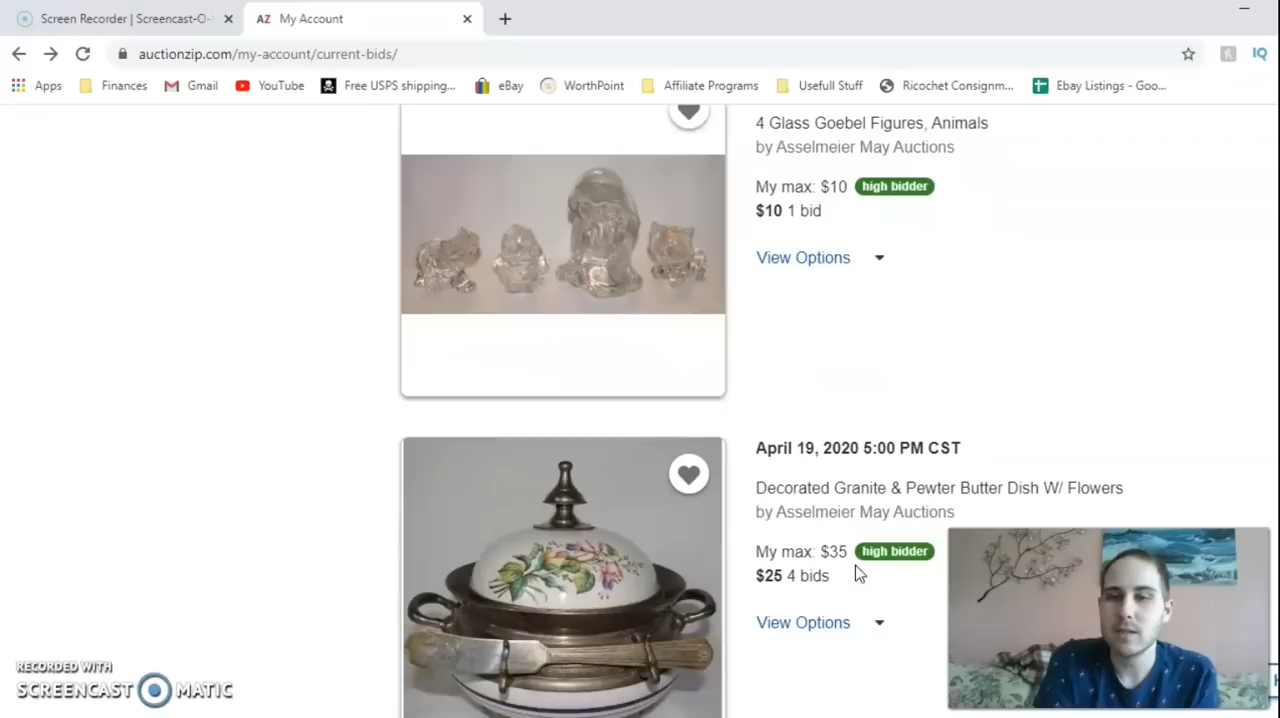 Screen Recorder | Screencast-O-
AZ My Account
auctionzip.com/my-account/current-bids/
IQ
Apps Finances Gmail YouTube Free USPS shipping... eBay WorthPoint Affiliate Programs Usefull Stuff Ricochet Consignm... Ebay Listings - Goo...
4 Glass Goebel Figures, Animals
by Asselmeier May Auctions
My max: $10 high bidder
$10 1 bid
View Options
April 19, 2020 5:00 PM CST
Decorated Granite & Pewter Butter Dish W/ Flowers
by Asselmeier May Auctions
My max: $35 high bidder
$25 4 bids
View Options
RECORDED WITH
SCREENCAST MATIC